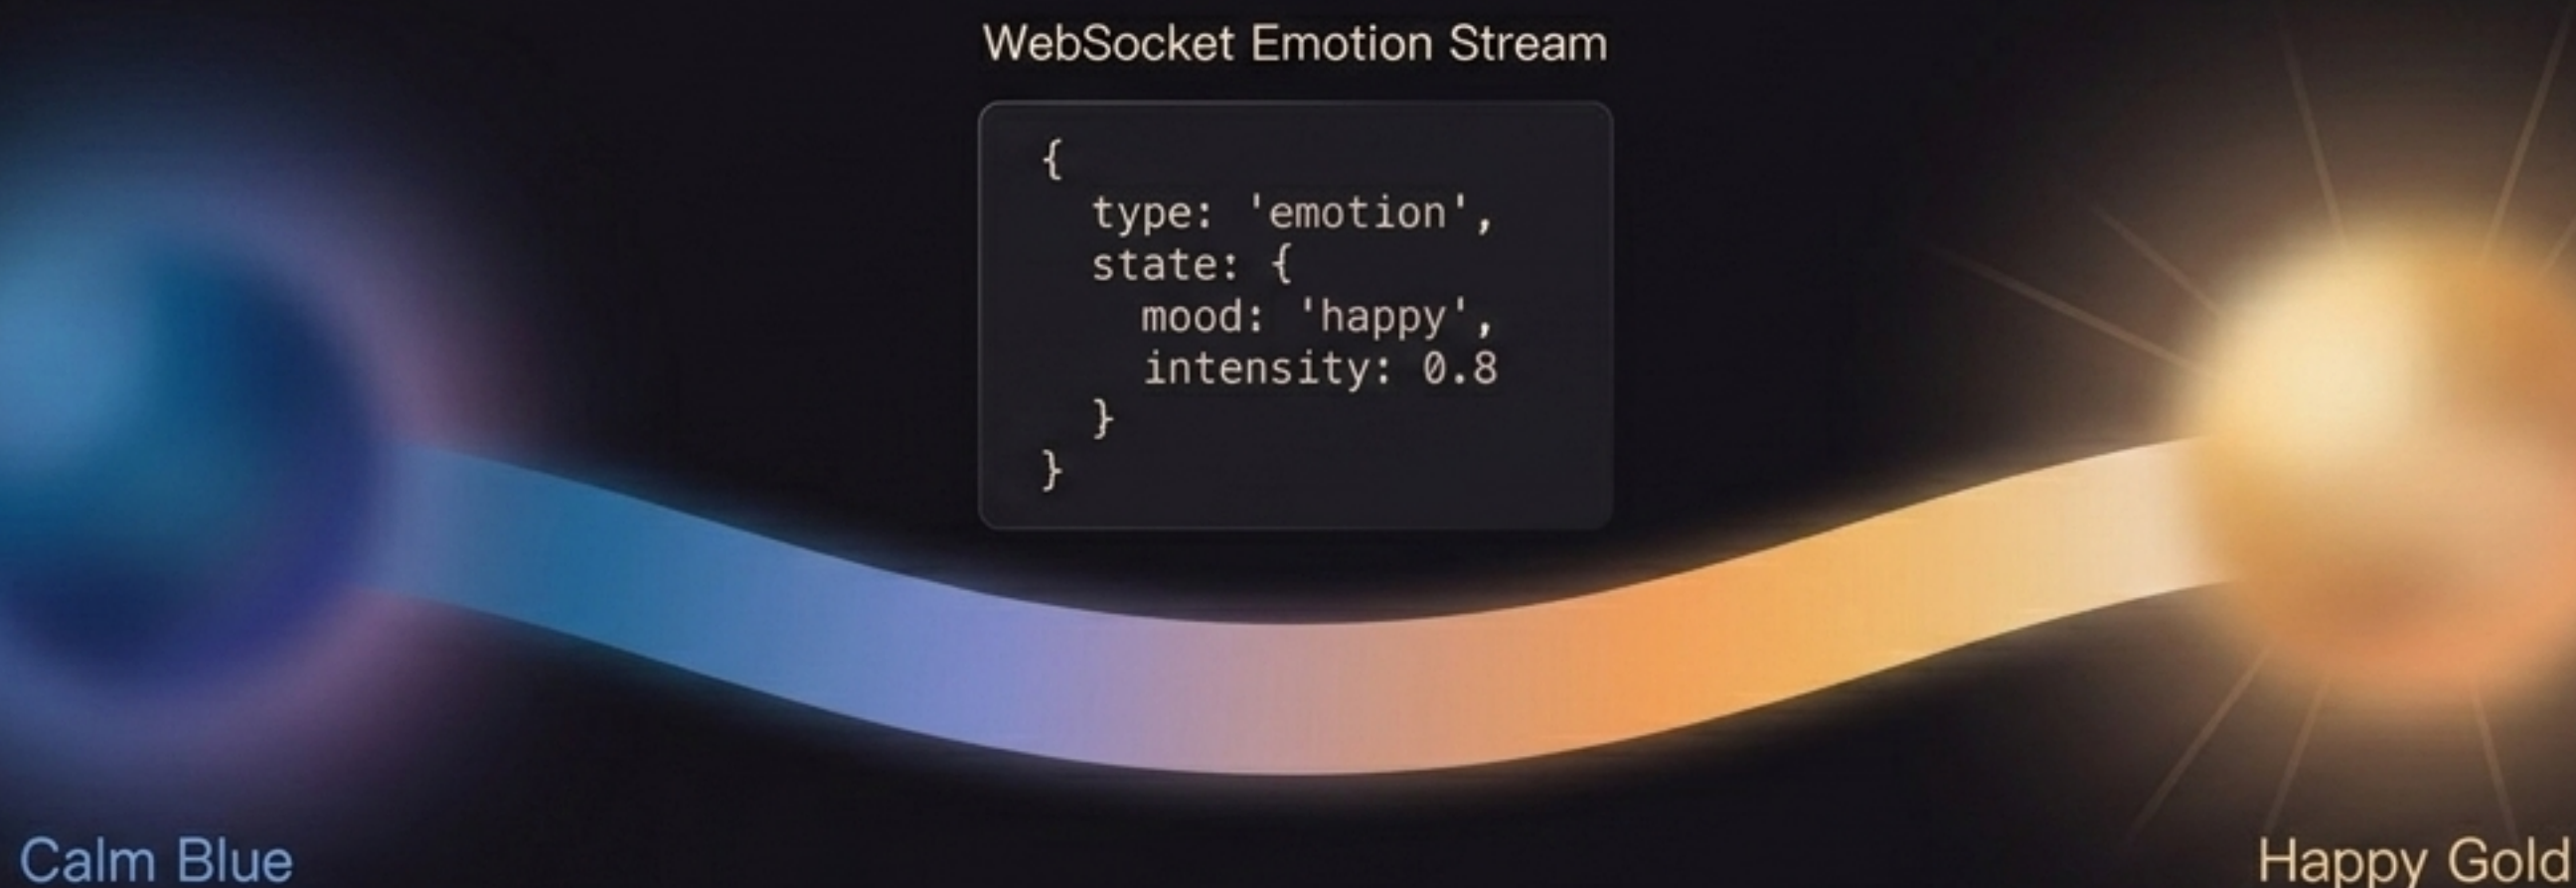 WebSocket Emotion Stream
{
type: 'emotion',
state: {
mood: 'happy',
intensity: 0.8
}
}
Calm Blue
Happy Gold